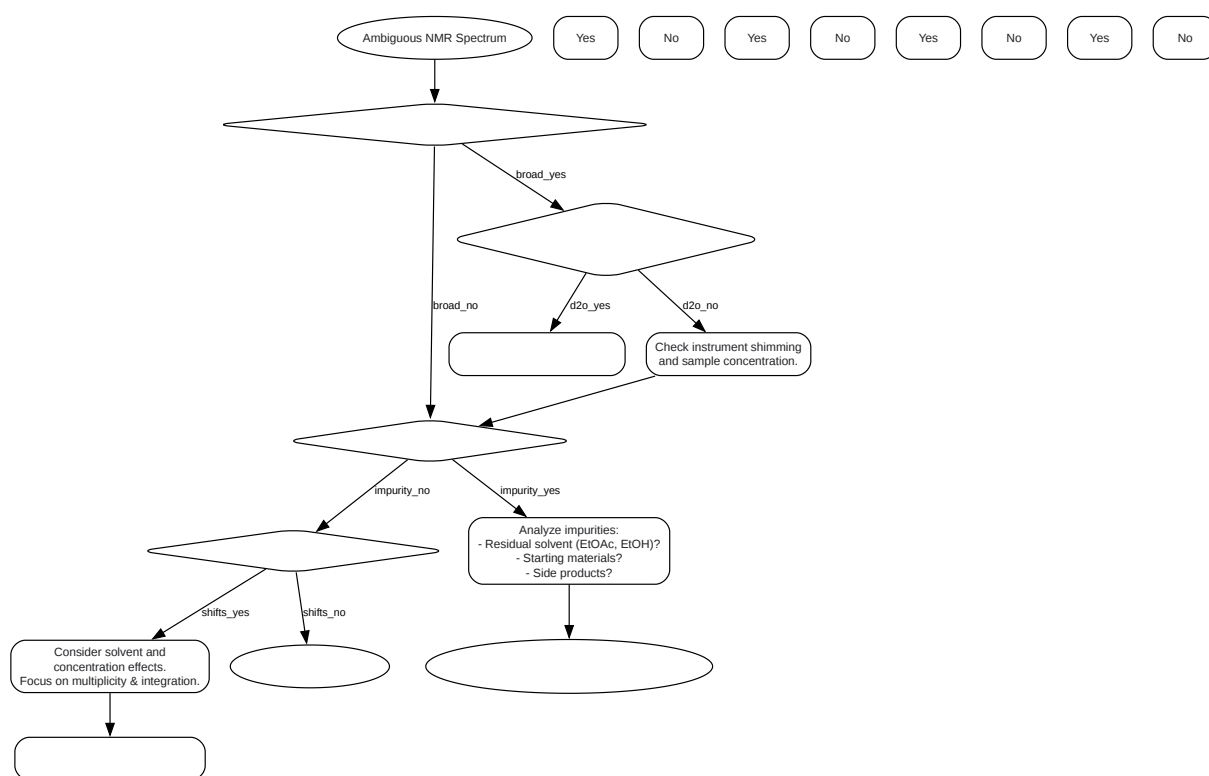 Ambiguous NMR Spectrum
Yes
No
Yes
No
Yes
No
Yes
No
broad_yes
broad_no
d2o_yes
d2o_no
Check instrument shimming
and sample concentration.
impurity_no
impurity_yes
Analyze impurities:
- Residual solvent (EtOAc, EtOH)?
- Starting materials?
- Side products?
shifts_yes
shifts_no
Consider solvent and
concentration effects.
Focus on multiplicity & integration.